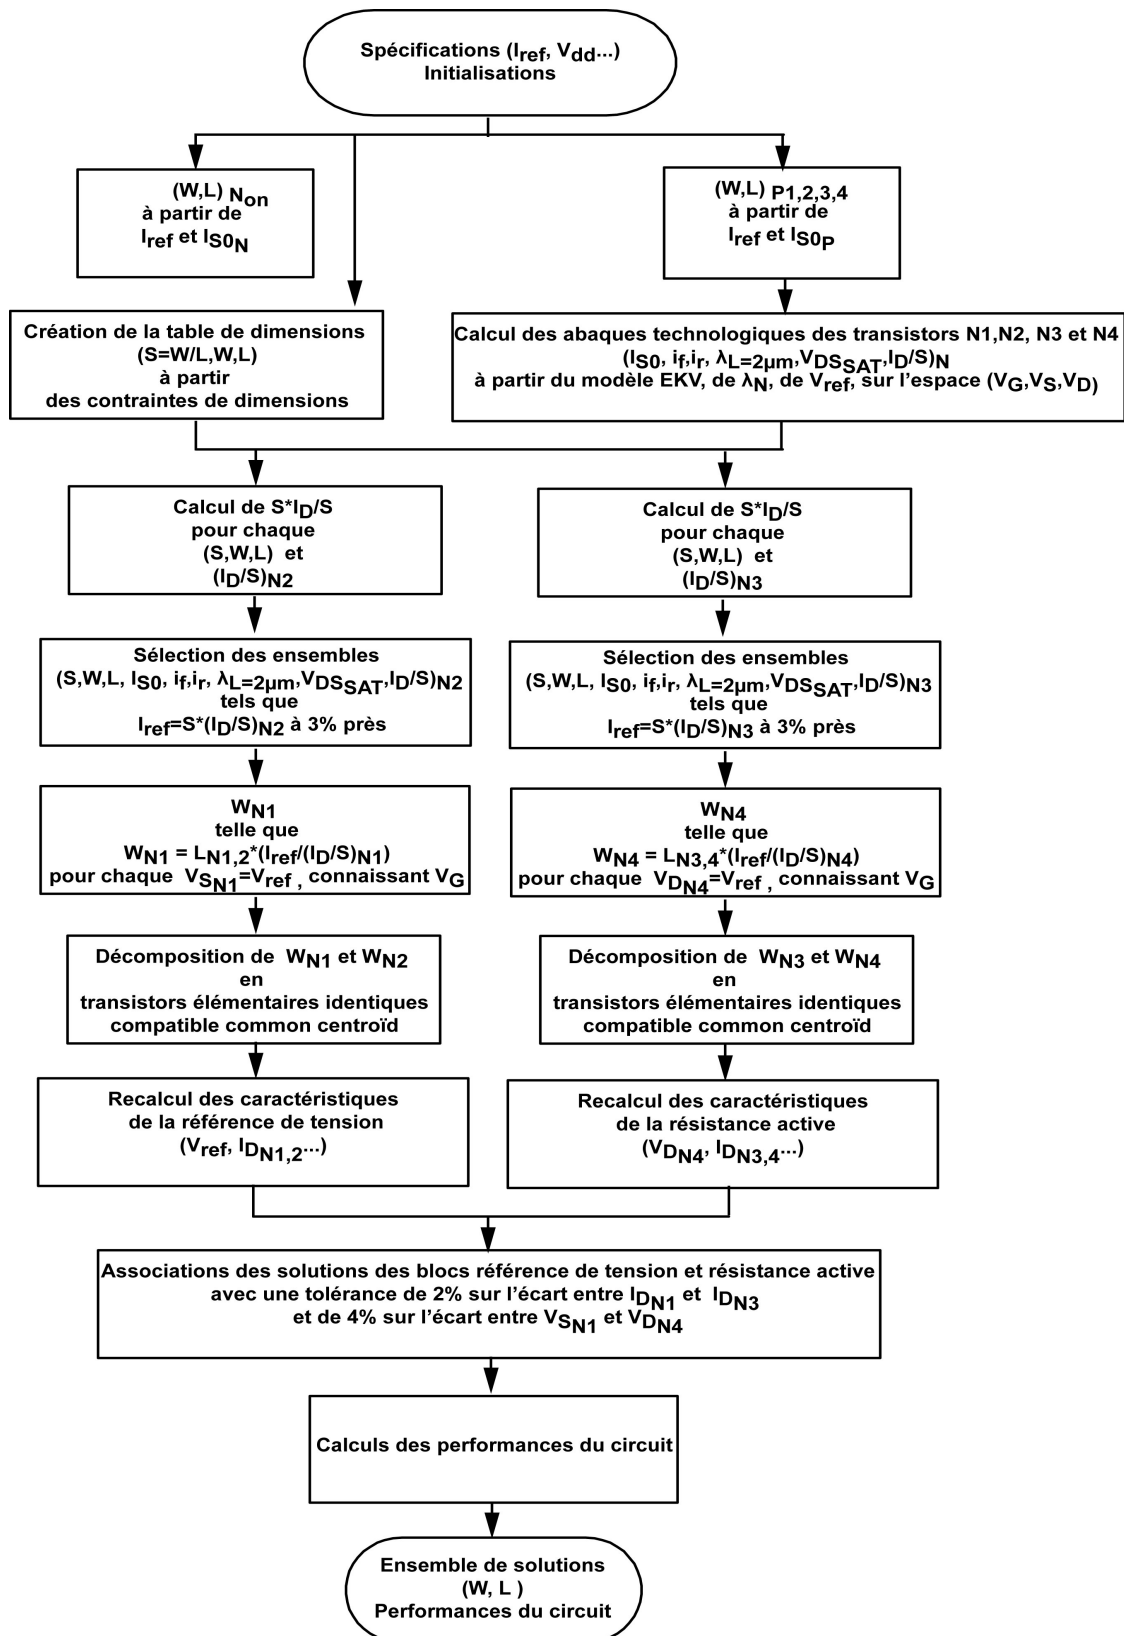 Spécifications (Iref, Vdd...)
Initialisations
(W,L) Non
à partir de
Iref et IS0N
(W,L) P1,2,3,4
à partir de
Iref et IS0P
Création de la table de dimensions
(S=W/L,W,L)
à partir
des contraintes de dimensions
Calcul des abaques technologiques des transistors N1,N2, N3 et N4
(IS0, if,ir, λL=2µm,VDSSAT,ID/S)N
à partir du modèle EKV, de λN, de Vref, sur l'espace (VG,VS,VD)
Calcul de S*ID/S
pour chaque
(S,W,L) et
(ID/S)N2
Calcul de S*ID/S
pour chaque
(S,W,L) et
(ID/S)N3
Sélection des ensembles
(S,W,L, IS0, if,ir, λL=2µm,VDSSAT,ID/S)N2
tels que
Iref=S*(ID/S)N2 à 3% près
Sélection des ensembles
(S,W,L, IS0, if,ir, λL=2µm,VDSSAT,ID/S)N3
tels que
Iref=S*(ID/S)N3 à 3% près
WN1
telle que
WN1 = LN1,2*(Iref/(ID/S)N1)
pour chaque VSN1=Vref , connaissant VG
WN4
telle que
WN4 = LN3,4*(Iref/(ID/S)N4)
pour chaque VDN4=Vref , connaissant VG
Décomposition de WN1 et WN2
en
transistors élémentaires identiques
compatible common centroïd
Décomposition de WN3 et WN4
en
transistors élémentaires identiques
compatible common centroïd
Recalcul des caractéristiques
de la référence de tension
(Vref, IDN1,2...)
Recalcul des caractéristiques
de la résistance active
(VDN4, IDN3,4...)
Associations des solutions des blocs référence de tension et résistance active
avec une tolérance de 2% sur l'écart entre IDN1 et IDN3
et de 4% sur l'écart entre VSN1 et VDN4
Calculs des performances du circuit
Ensemble de solutions
(W, L )
Performances du circuit